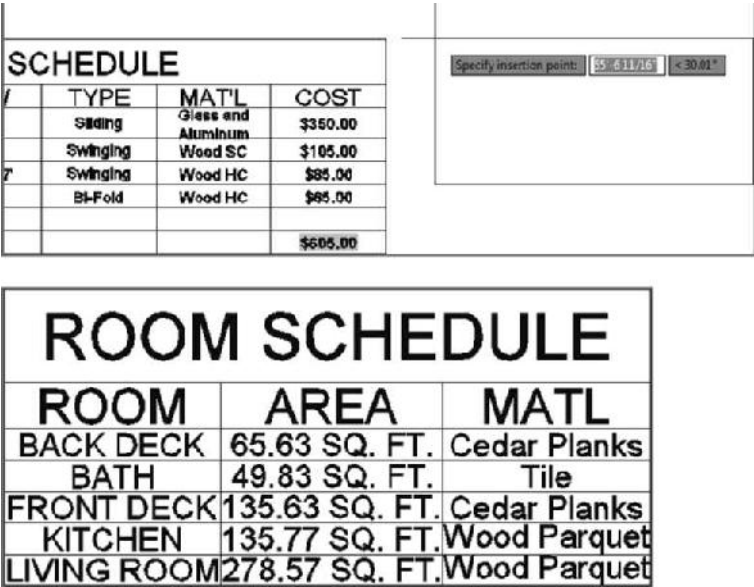 SCHEDULE
Specify insertion point: < 30.01°
TYPE MAT'L COST
Sliding Glass and Aluminum $350.00
Swinging Wood SC $105.00
7' Swinging Wood HC $85.00
Bi-Fold Wood HC $65.00
$605.00
ROOM SCHEDULE
ROOM AREA MATL
BACK DECK 65.63 SQ. FT. Cedar Planks
BATH 49.83 SQ. FT. Tile
FRONT DECK 135.63 SQ. FT. Cedar Planks
KITCHEN 135.77 SQ. FT. Wood Parquet
LIVING ROOM 278.57 SQ. FT. Wood Parquet